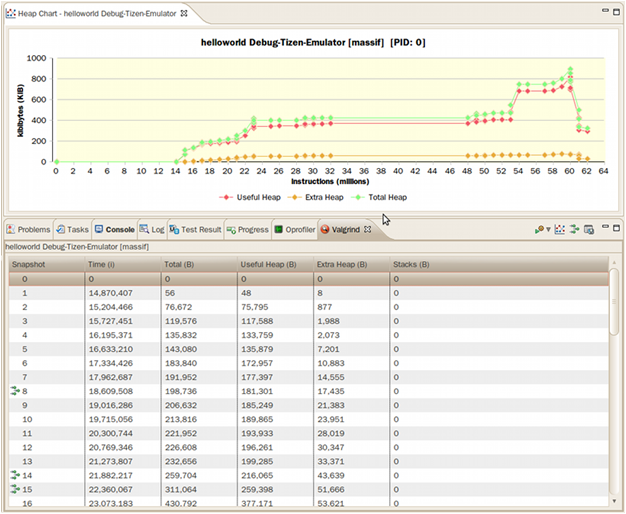 Heap Chart - helloworld Debug-Tizen-Emulator
helloworld Debug-Tizen-Emulator [massif] [PID: 0]
1000
800
600
400
200
0
kilbytes (KiB)
0 2 4 6 8 10 12 14 16 18 20 21 22 23 24 26 28 30 32 34 36 38 40 42 44 46 48 50 52 54 56 58 60 62 64
Instructions (millions)
Useful Heap Extra Heap Total Heap
Problems Tasks Console Log Test Result Progress Oprofiler Valgrind
helloworld Debug-Tizen-Emulator [massif]
Snapshot Time (I) Total (B) Useful Heap (B) Extra Heap (B) Stacks (B)
0 0 0 0 0 0
1 14,870,407 56 48 8 0
2 15,204,466 76,672 75,795 877 0
3 15,727,451 119,576 117,588 1,988 0
4 16,195,371 135,832 133,759 2,073 0
5 16,633,210 143,080 135,879 7,201 0
6 17,334,426 183,840 172,957 10,883 0
7 17,962,687 191,952 177,397 14,555 0
8 18,609,508 198,736 181,301 17,435 0
9 19,016,286 206,632 185,249 21,383 0
10 19,715,056 213,816 189,865 23,951 0
11 20,300,744 221,952 193,933 28,019 0
12 20,769,346 226,608 196,261 30,347 0
13 21,273,807 232,656 199,285 33,371 0
14 21,882,217 259,704 216,065 43,639 0
15 22,360,067 311,064 259,398 51,666 0
16 23,073,183 430,792 377,171 53,621 0